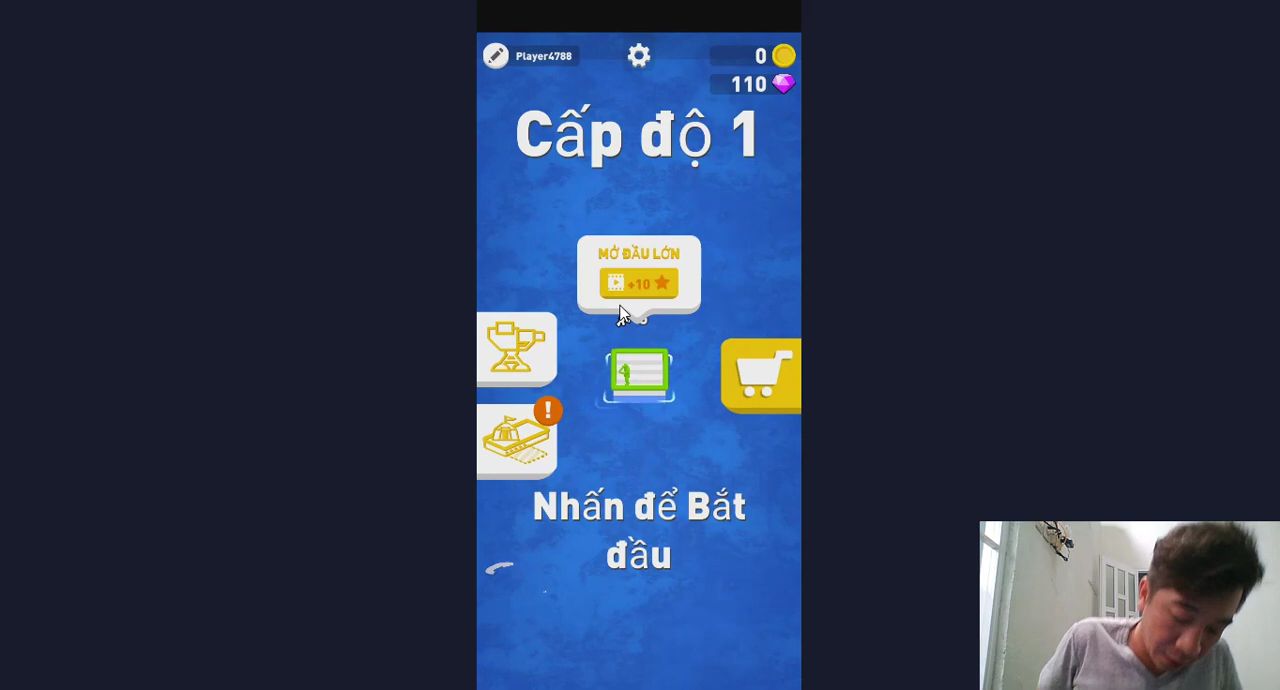 Player4788
0
110
Cấp độ 1
MỞ ĐẦU LỚN
+10
!
Nhấn để Bắt
đầu